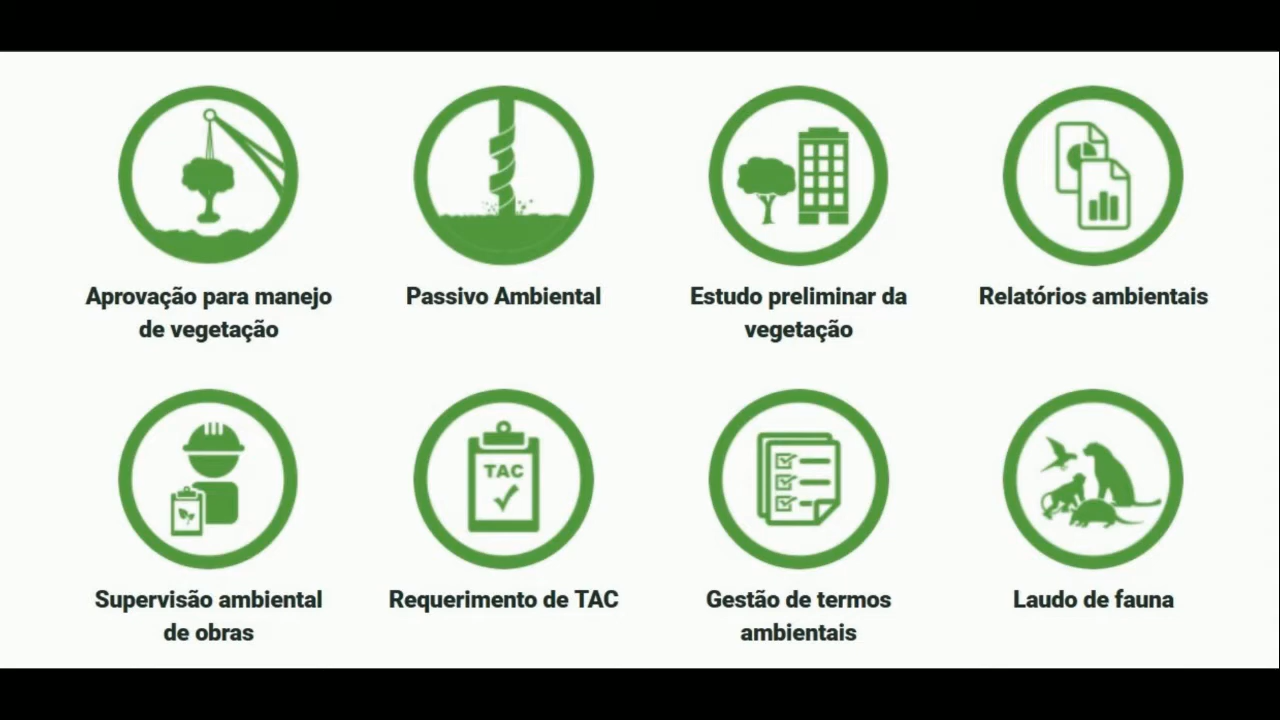 Aprovação para manejo
de vegetação
Passivo Ambiental
Estudo preliminar da
vegetação
Relatórios ambientais
Supervisão ambiental
de obras
TAC
Requerimento de TAC
Gestão de termos
ambientais
Laudo de fauna